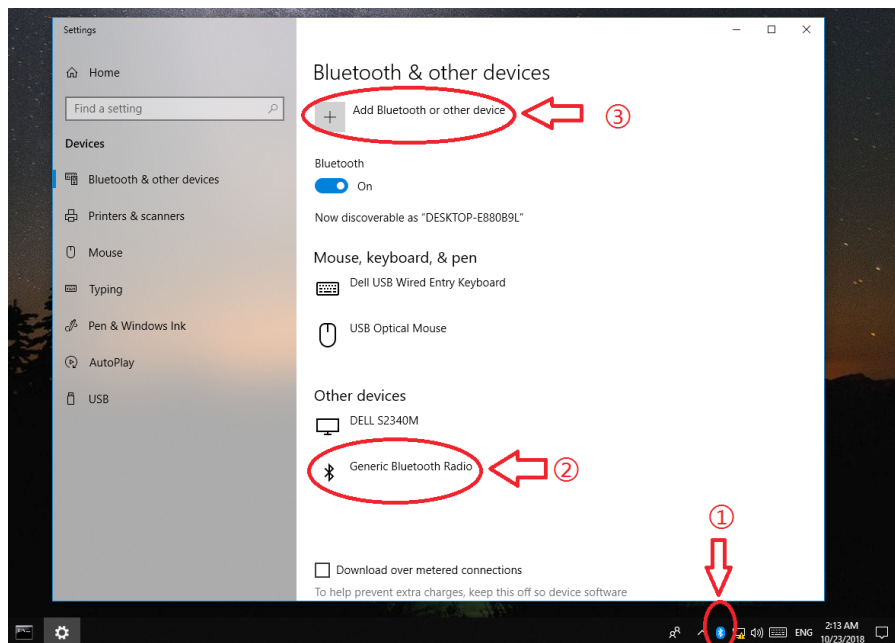 Settings
Home
Find a setting
Devices
Bluetooth & other devices
Printers & scanners
Mouse
Typing
Pen & Windows Ink
AutoPlay
USB
Bluetooth & other devices
Add Bluetooth or other device
③
Bluetooth
On
Now discoverable as “DESKTOP-E880B9L”
Mouse, keyboard, & pen
Dell USB Wired Entry Keyboard
USB Optical Mouse
Other devices
DELL S2340M
Generic Bluetooth Radio
②
①
Download over metered connections
To help prevent extra charges, keep this off so device software
ENG
2:13 AM
10/23/2018